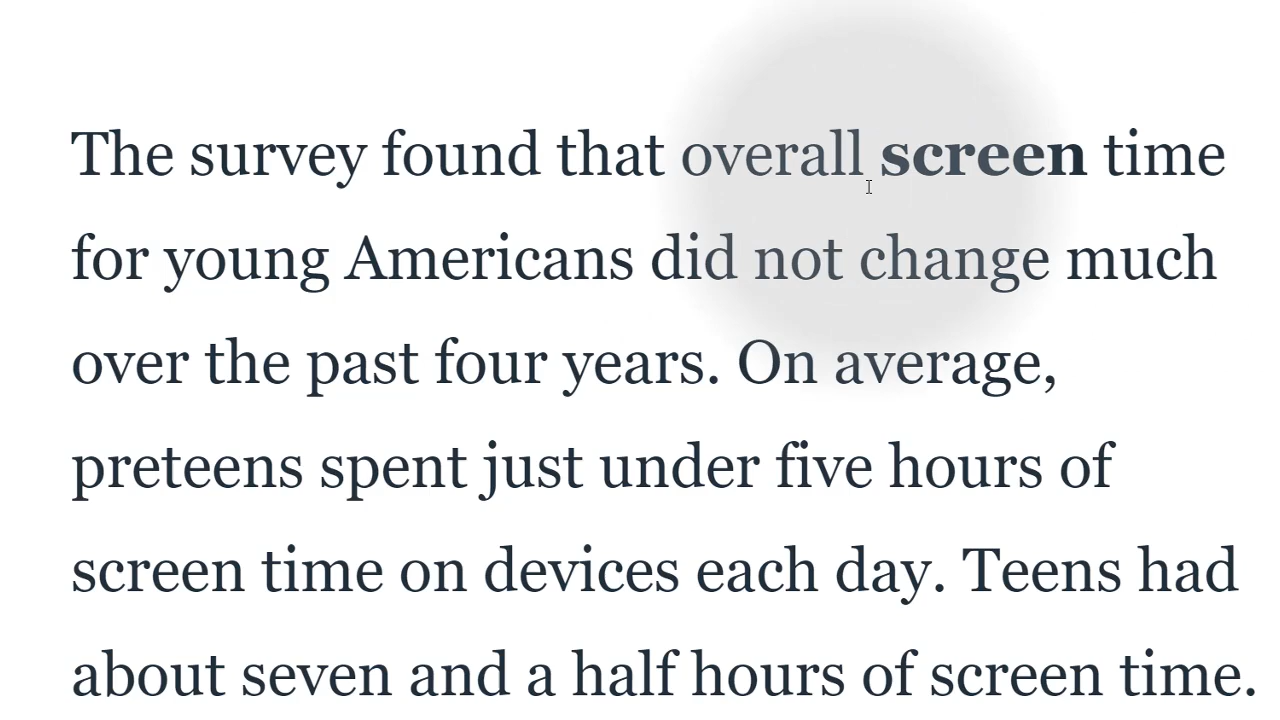 The survey found that overall screen time
for young Americans did not change much
over the past four years. On average,
preteens spent just under five hours of
screen time on devices each day. Teens had
about seven and a half hours of screen time.